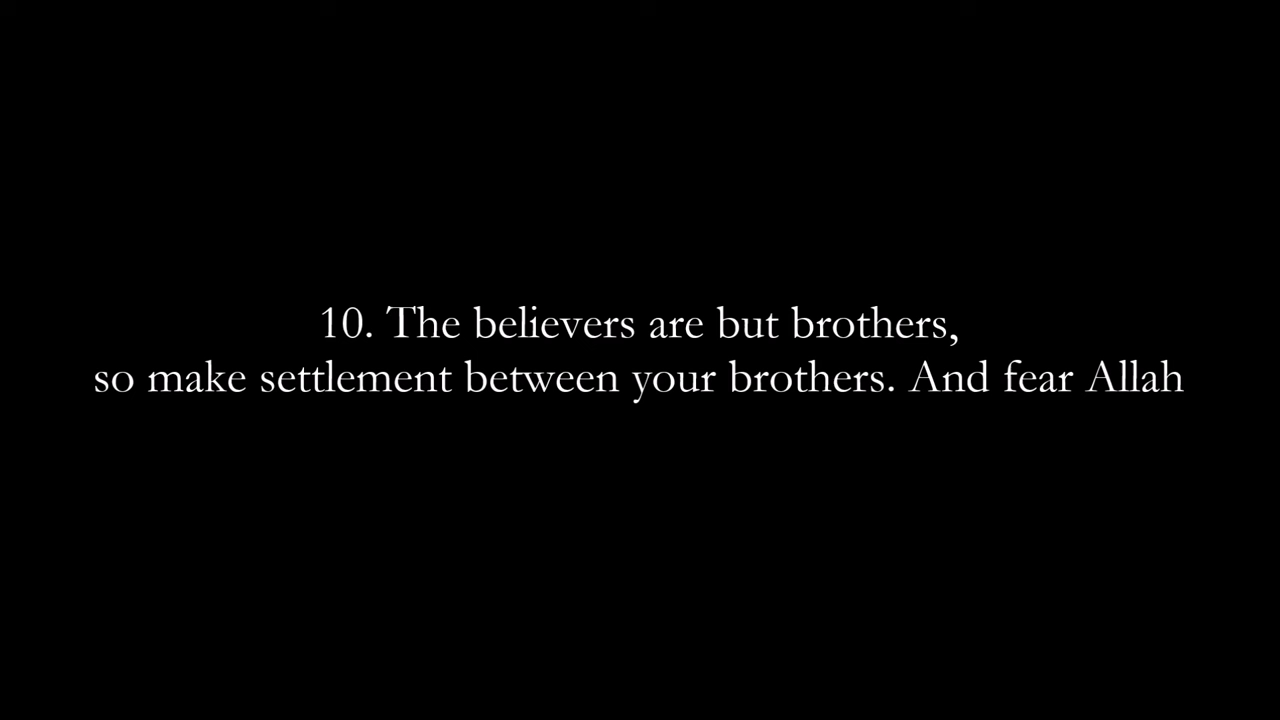 10. The believers are but brothers,
so make settlement between your brothers. And fear Allah